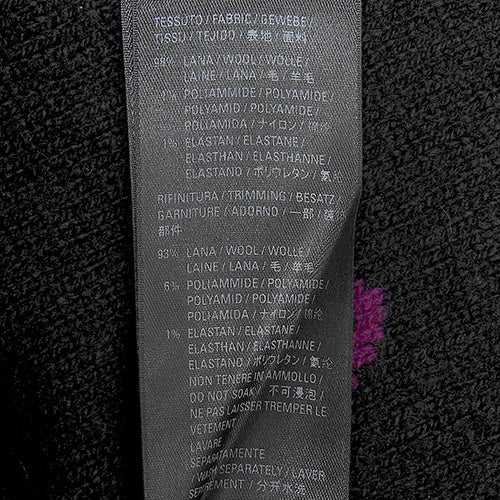 TESSUTO / FABRIC / GEWEBE /
TISSU / TEJIDO / 表地 / 面料
98% LANA / WOOL / WOLLE /
LAINE / LANA / 毛 / 羊毛
1% POLIAMMIDE / POLYAMIDE /
POLYAMID / POLYAMIDE /
POLIAMIDA / ナイロン / 锦纶
1% ELASTAN / ELASTANE /
ELASTHAN / ELASTHANNE /
ELASTANO / ポリウレタン / 氨纶
RIFINITURA / TRIMMING / BESATZ /
GARNITURE / ADORNO / 一部 /
部件
93% LANA / WOOL / WOLLE /
LAINE / LANA / 毛 / 羊毛
6% POLIAMMIDE / POLYAMIDE /
POLYAMID / POLYAMIDE /
POLIAMIDA / ナイロン / 锦纶
1% ELASTAN / ELASTANE /
ELASTHAN / ELASTHANNE /
ELASTANO / ポリウレタン / 氨纶
NON TENERE IN AMMOLLO /
DO NOT SOAK / 不可浸泡 /
NE PAS LAISSER TREMPER LE
VETEMENT
LAVARE
SEPARATAMENTE
/ WASH SEPARATELY / LAVER
SEPAREMENT / 分开水洗